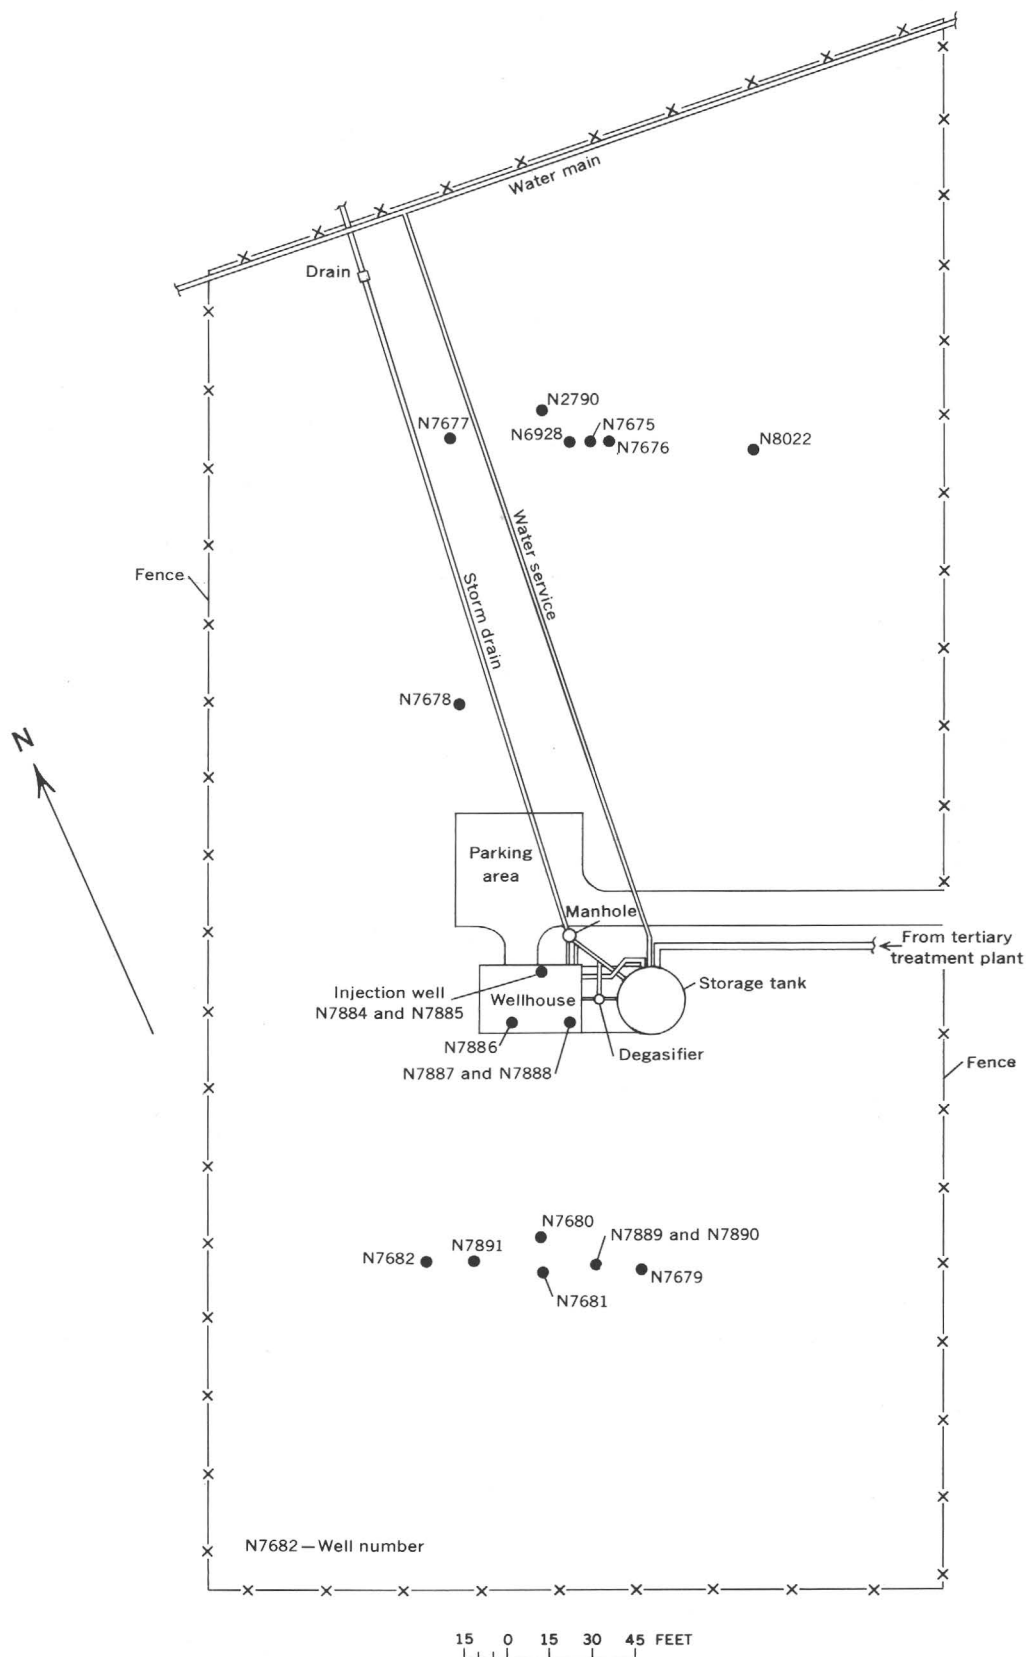 Water main
Drain
N2790
N7677
N6928
N7675
N7676
N8022
Water service
Fence
Storm drain
N7678
N
Parking
area
Manhole
From tertiary
treatment plant
Injection well
N7884 and N7885
Wellhouse
Storage tank
N7886
N7887 and N7888
Degasifier
Fence
N7680
N7889 and N7890
N7682
N7891
N7679
N7681
N7682—Well number
15 0 15 30 45 FEET